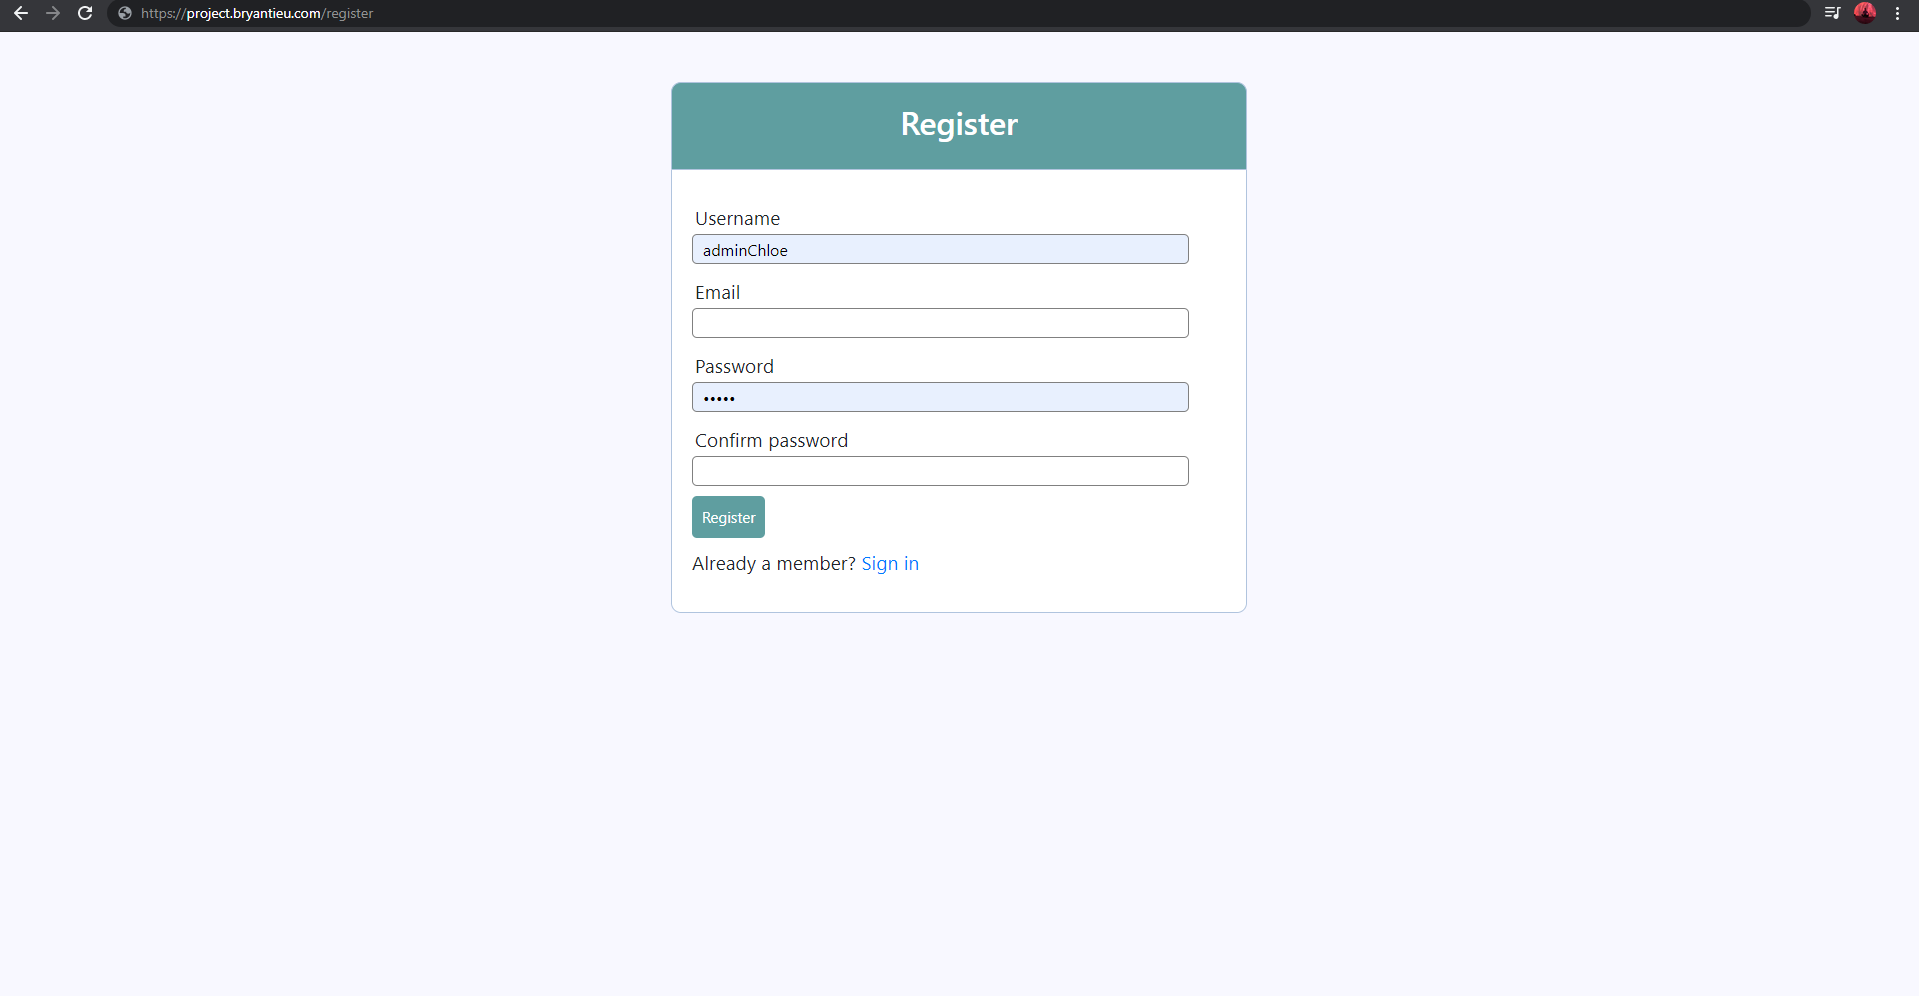 https://project.bryantieu.com/register
Register
Username
adminChloe
Email
Password
•••••
Confirm password
Register
Already a member? Sign in